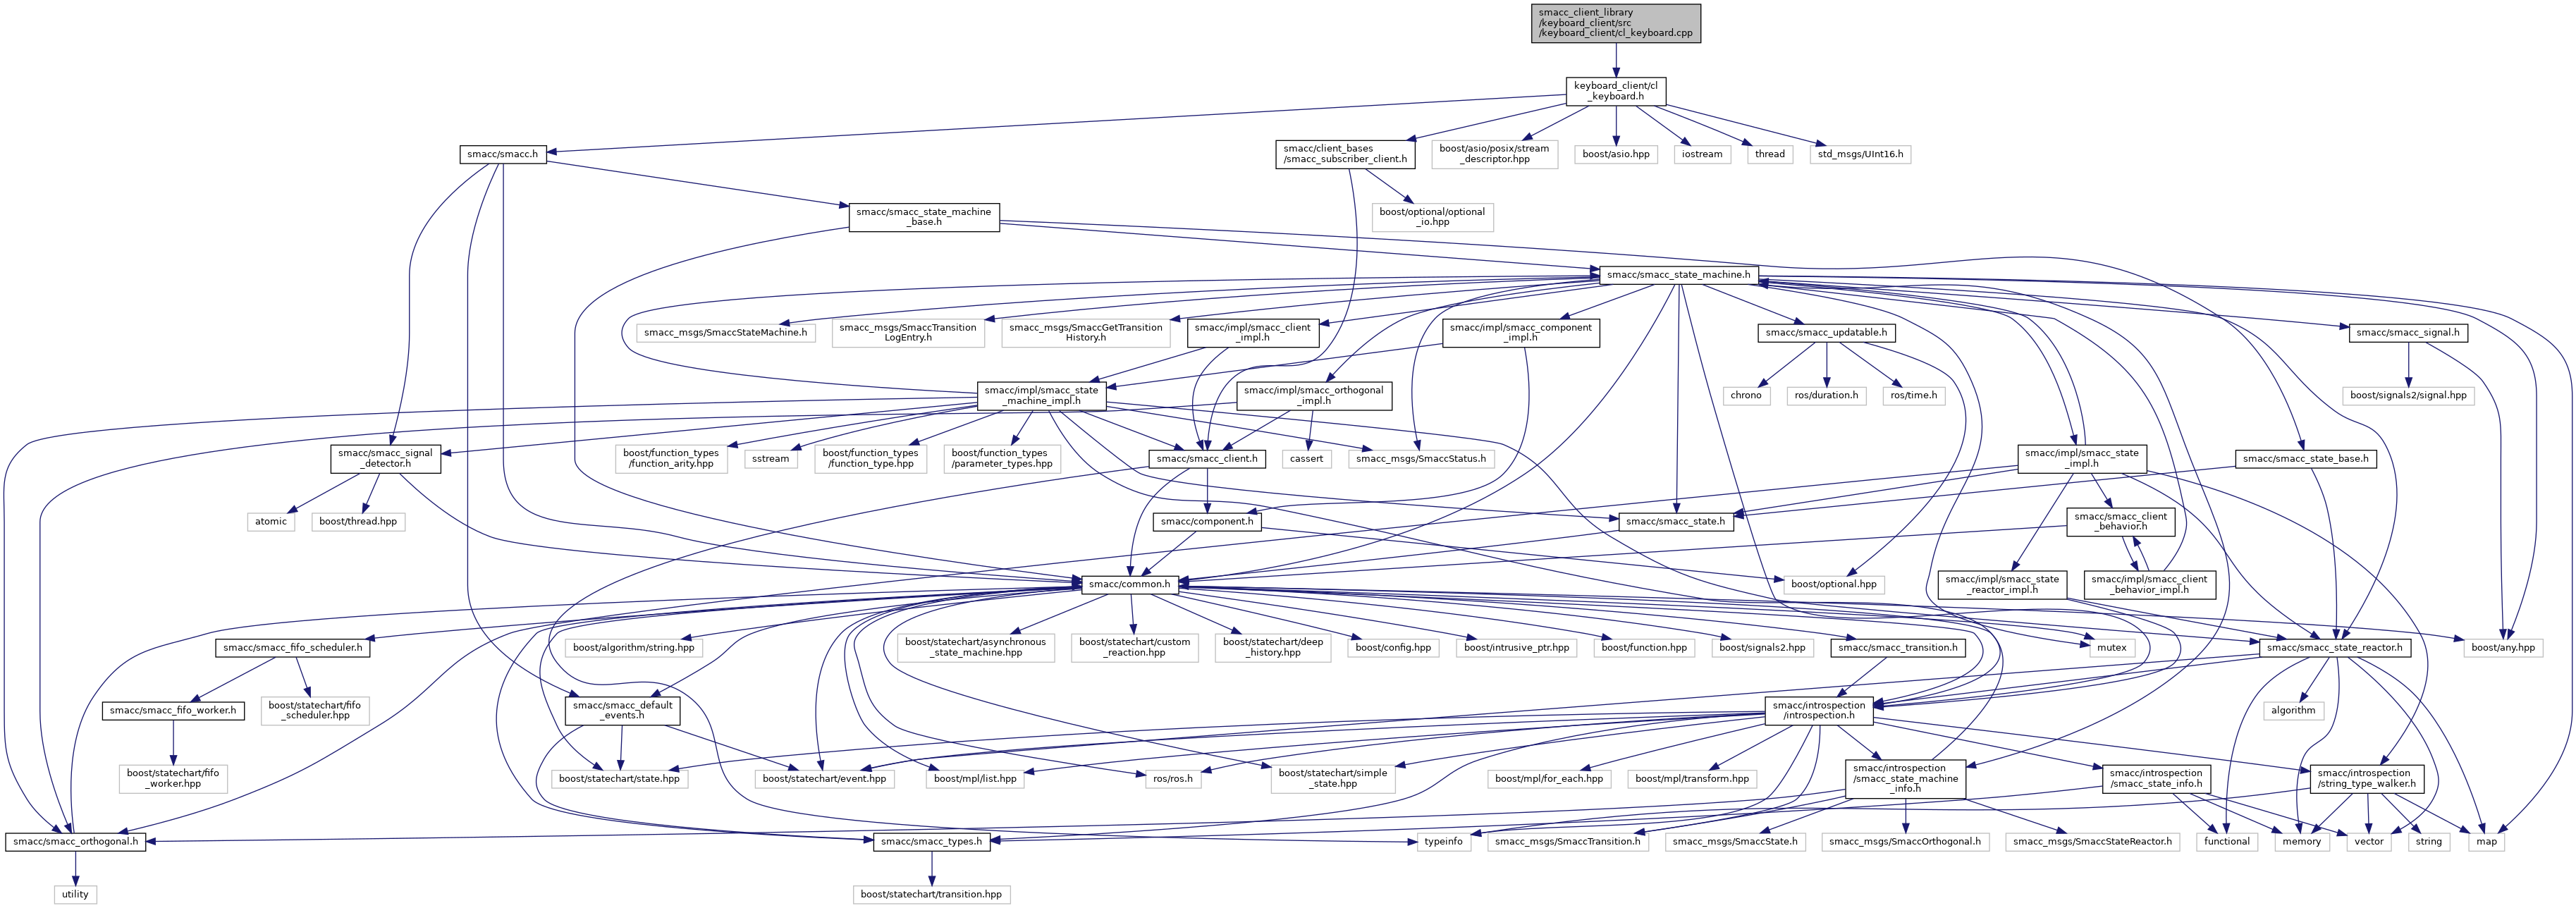 smacc_client_library
/keyboard_client/src
/keyboard_client/cl_keyboard.cpp
keyboard_client/cl
_keyboard.h
smacc/smacc.h
smacc/client_bases
/smacc_subscriber_client.h
boost/asio/posix/stream
_descriptor.hpp
boost/asio.hpp
iostream
thread
std_msgs/UInt16.h
smacc/smacc_state_machine
_base.h
boost/optional/optional
_io.hpp
smacc/smacc_state_machine.h
smacc_msgs/SmaccStateMachine.h
smacc_msgs/SmaccTransition
LogEntry.h
smacc_msgs/SmaccGetTransition
History.h
smacc/impl/smacc_client
_impl.h
smacc/impl/smacc_component
_impl.h
smacc/smacc_updatable.h
smacc/smacc_signal.h
smacc/impl/smacc_state
_machine_impl.h
smacc/impl/smacc_orthogonal
_impl.h
chrono
ros/duration.h
ros/time.h
boost/signals2/signal.hpp
smacc/smacc_signal
_detector.h
boost/function_types
/function_arity.hpp
sstream
boost/function_types
/function_type.hpp
boost/function_types
/parameter_types.hpp
smacc/smacc_client.h
cassert
smacc_msgs/SmaccStatus.h
smacc/impl/smacc_state
_impl.h
smacc/smacc_state_base.h
atomic
boost/thread.hpp
smacc/component.h
smacc/smacc_state.h
smacc/smacc_client
_behavior.h
smacc/common.h
boost/optional.hpp
smacc/impl/smacc_state
_reactor_impl.h
smacc/impl/smacc_client
_behavior_impl.h
smacc/smacc_fifo_scheduler.h
boost/algorithm/string.hpp
boost/statechart/asynchronous
_state_machine.hpp
boost/statechart/custom
_reaction.hpp
boost/statechart/deep
_history.hpp
boost/config.hpp
boost/intrusive_ptr.hpp
boost/function.hpp
boost/signals2.hpp
smacc/smacc_transition.h
mutex
smacc/smacc_state_reactor.h
boost/any.hpp
smacc/smacc_fifo_worker.h
boost/statechart/fifo
_scheduler.hpp
smacc/smacc_default
_events.h
smacc/introspection
/introspection.h
algorithm
boost/statechart/fifo
_worker.hpp
boost/statechart/state.hpp
boost/statechart/event.hpp
boost/mpl/list.hpp
ros/ros.h
boost/statechart/simple
_state.hpp
boost/mpl/for_each.hpp
boost/mpl/transform.hpp
smacc/introspection
/smacc_state_machine
_info.h
smacc/introspection
/smacc_state_info.h
smacc/introspection
/string_type_walker.h
smacc/smacc_orthogonal.h
smacc/smacc_types.h
typeinfo
smacc_msgs/SmaccTransition.h
smacc_msgs/SmaccState.h
smacc_msgs/SmaccOrthogonal.h
smacc_msgs/SmaccStateReactor.h
functional
memory
vector
string
map
utility
boost/statechart/transition.hpp